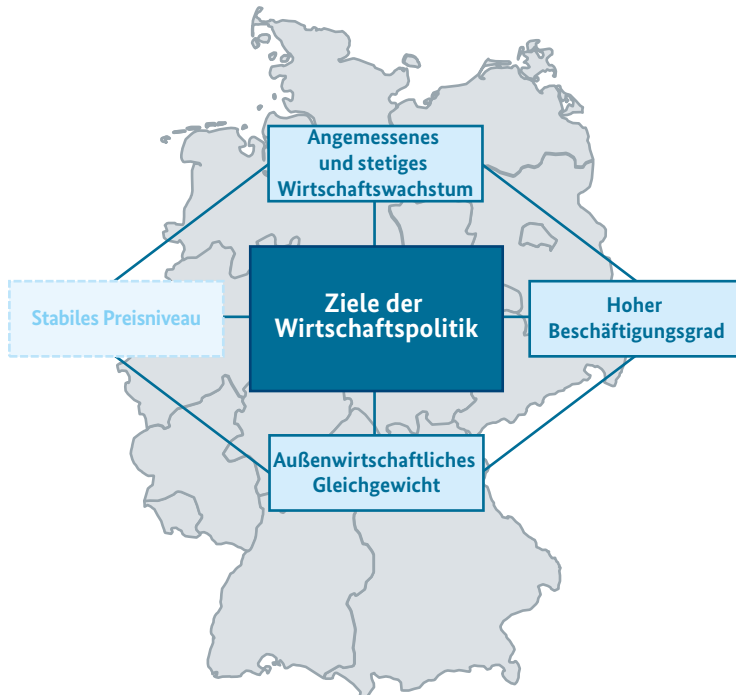 Angemessenes
und stetiges
Wirtschaftswachstum
Stabiles Preisniveau
Ziele der
Wirtschaftspolitik
Hoher
Beschäftigungsgrad
Außenwirtschaftliches
Gleichgewicht